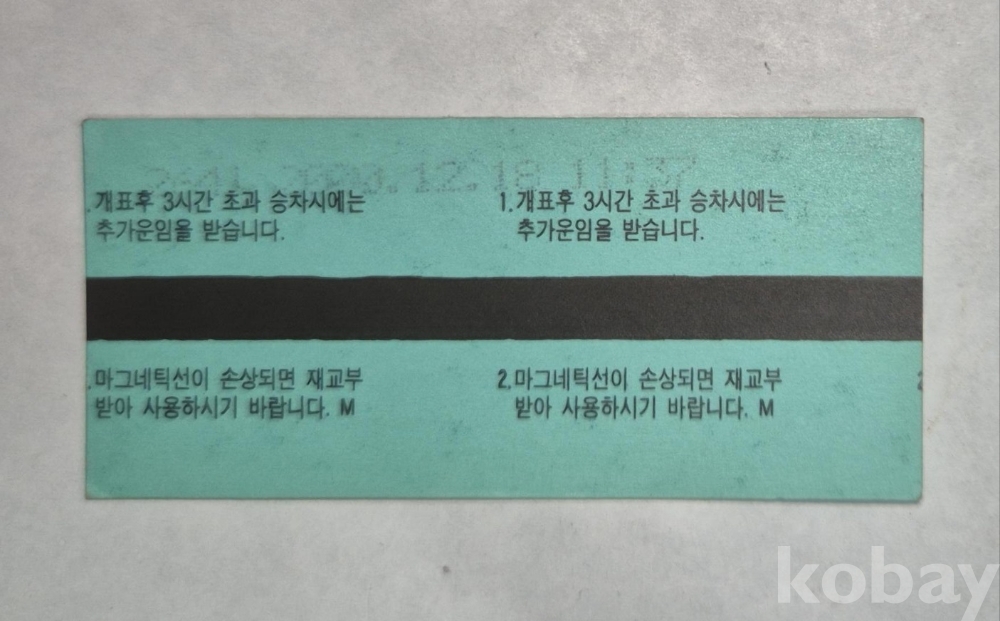 12.18 11:37
.개표후 3시간 초과 승차시에는
추가운임을 받습니다.
1.개표후 3시간 초과 승차시에는
추가운임을 받습니다.
.마그네틱선이 손상되면 재교부
받아 사용하시기 바랍니다. M
2.마그네틱선이 손상되면 재교부
받아 사용하시기 바랍니다. M
kobay